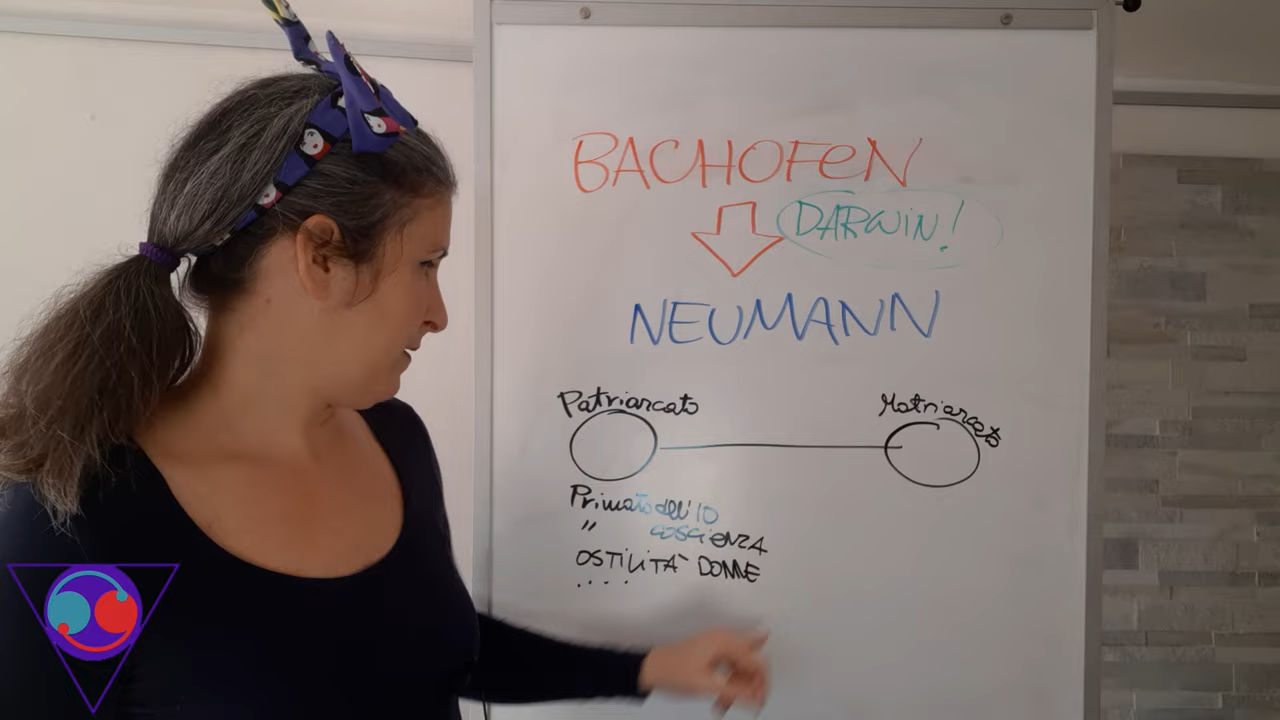 BACHOFEN
DARWIN!
NEUMANN
Patriarcato
Matriarcato
Primato dell'IO
" COSCIENZA
OSTILITÀ DONNE
....